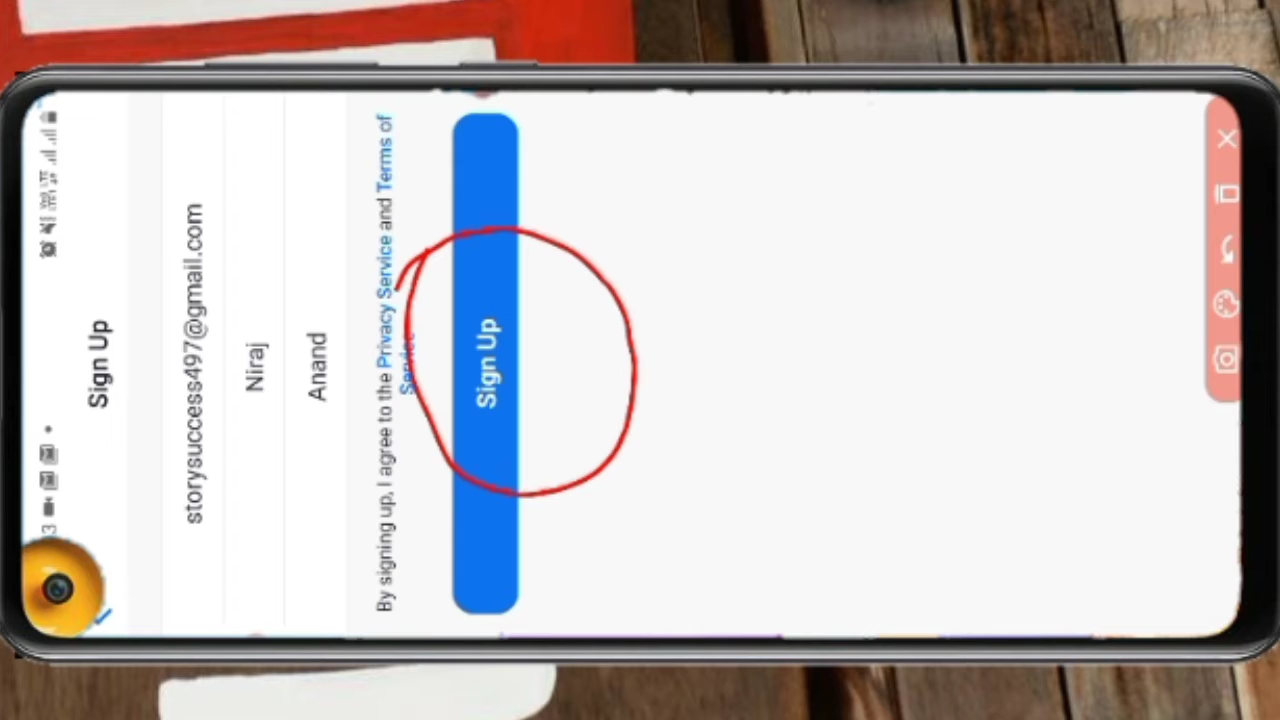 3
Sign Up
storysuccess497@gmail.com
Niraj
Anand
By signing up, I agree to the Privacy Service and Terms of
Service
Sign Up